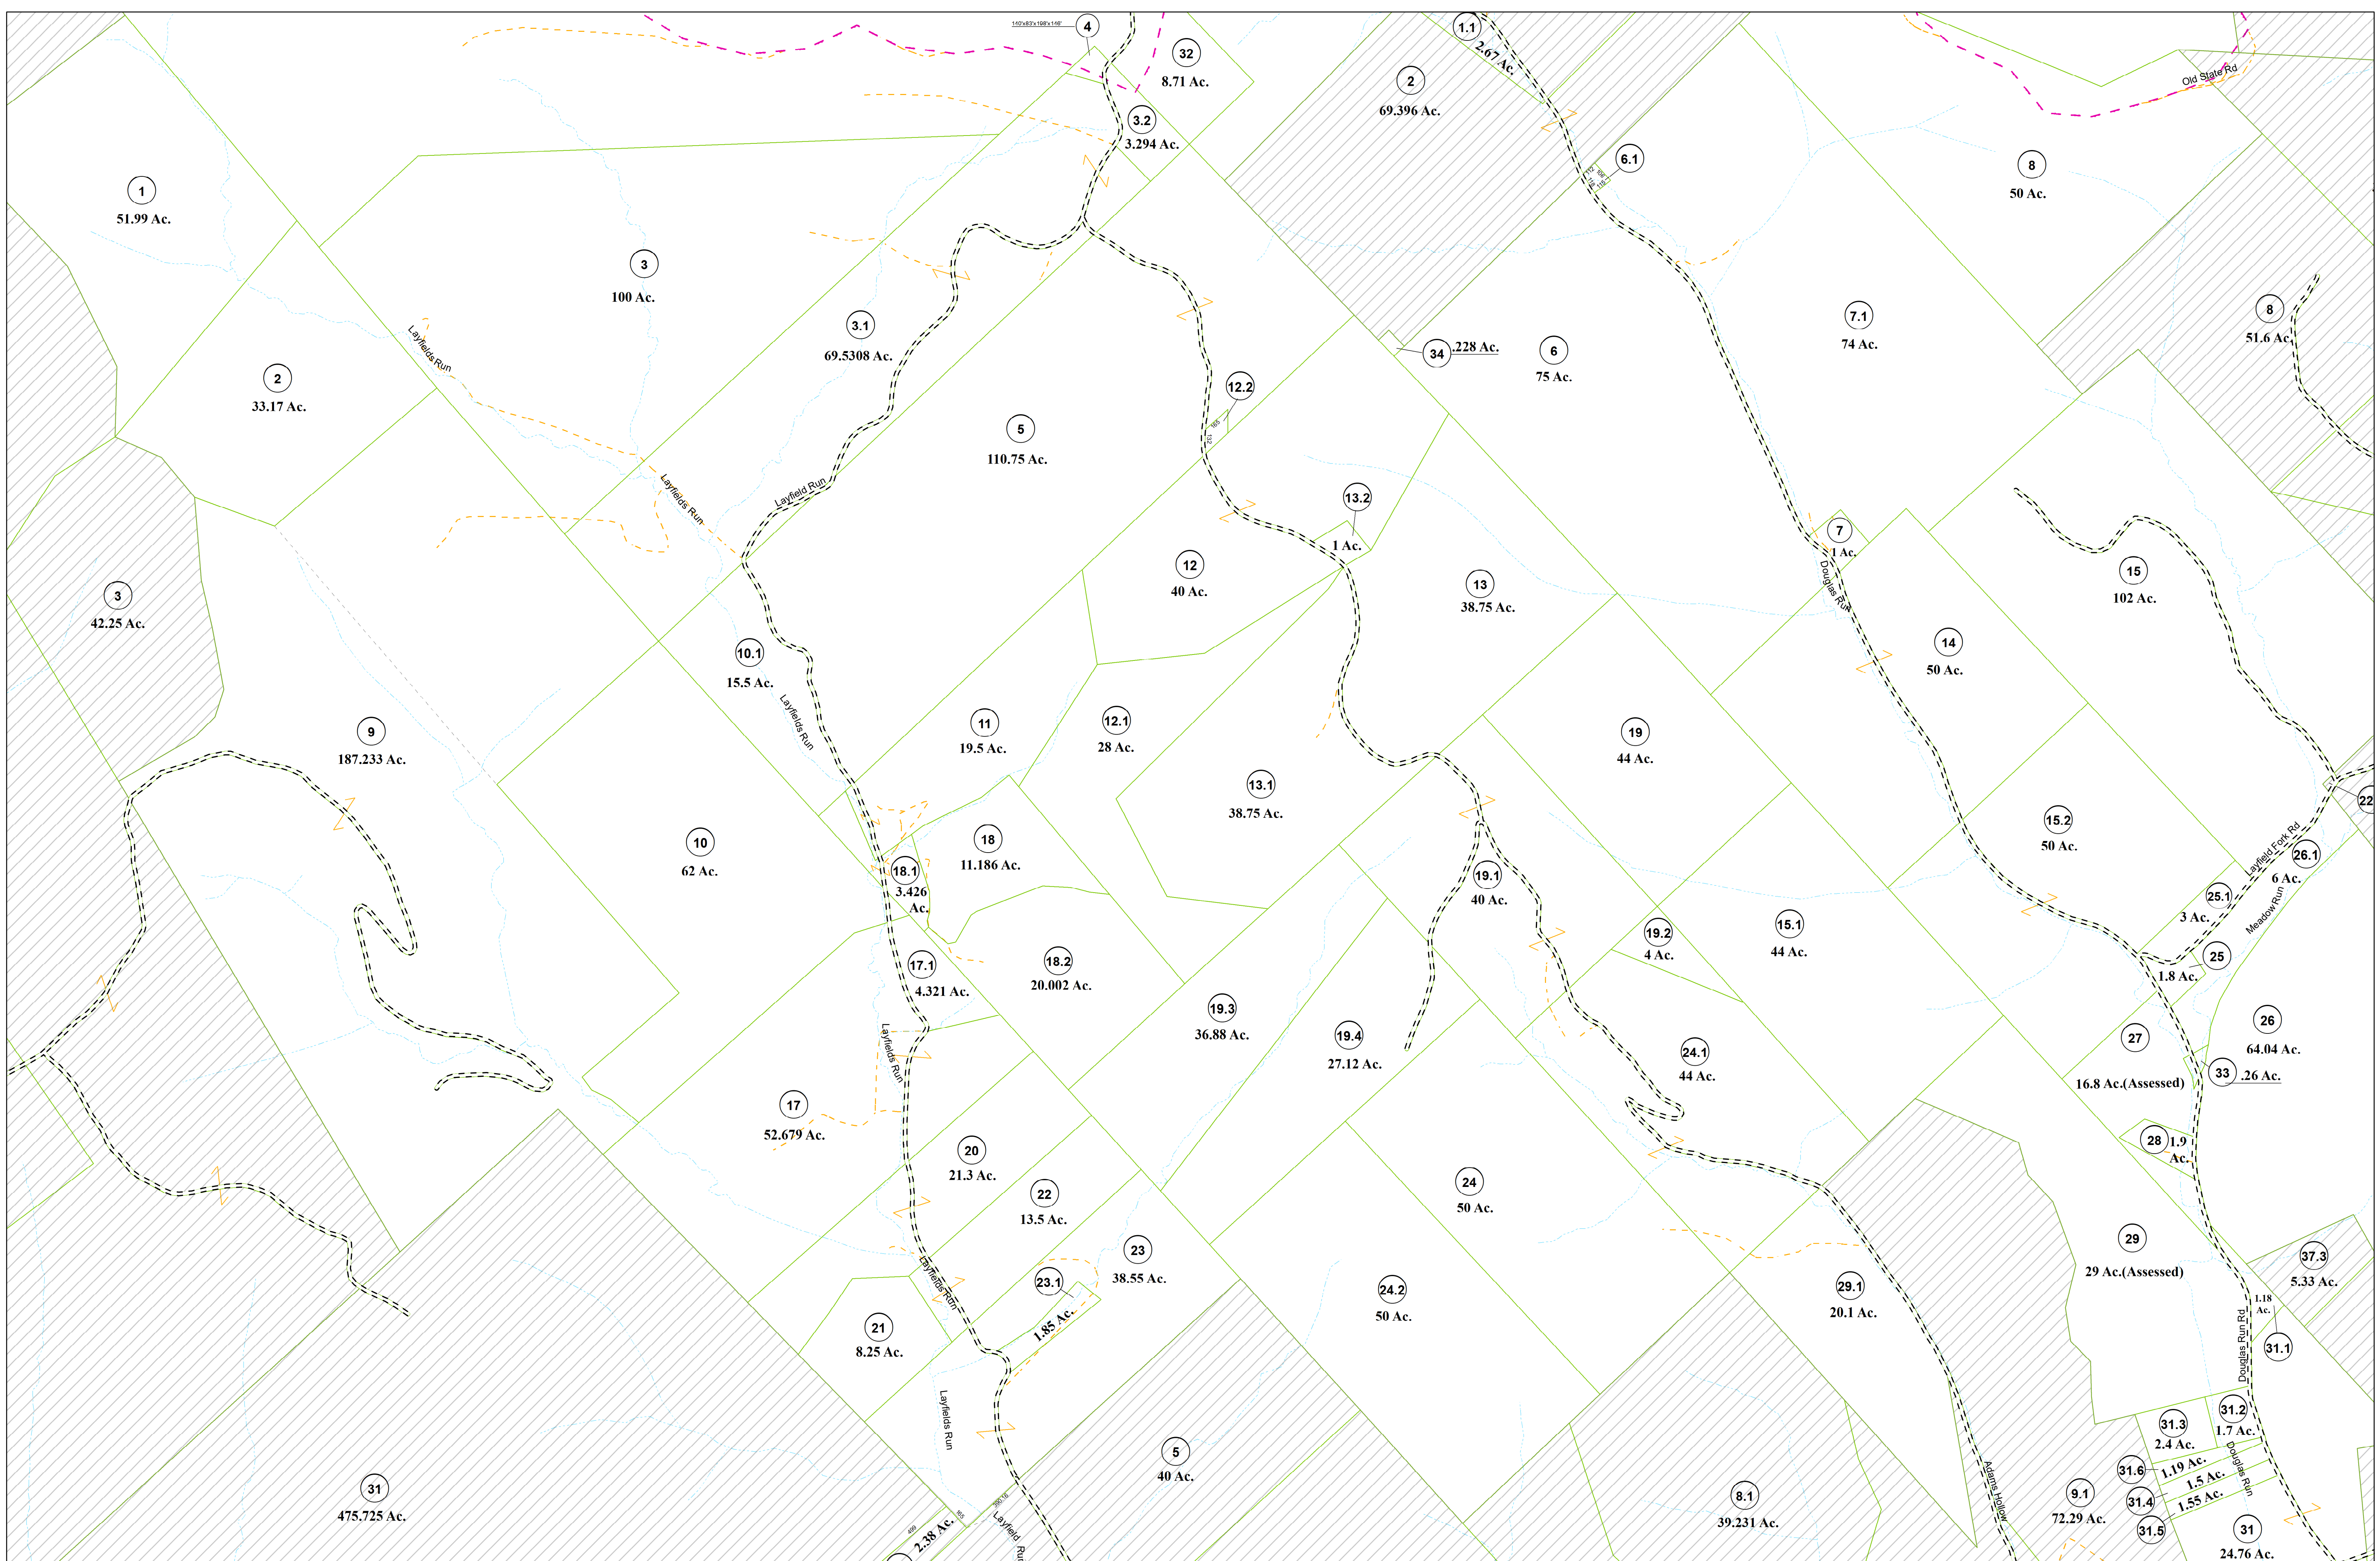 140'x83'x198'x146'
4
32
8.71 Ac.
1.1
2.67 Ac.
2
69.396 Ac.
Old State Rd
3.2
3.294 Ac.
6.1
112
106
118
115
8
50 Ac.
1
51.99 Ac.
3
100 Ac.
3.1
69.5308 Ac.
Layfields Run
34
.228 Ac.
6
75 Ac.
7.1
74 Ac.
8
51.6 Ac.
2
33.17 Ac.
12.2
165
132
5
110.75 Ac.
Layfields Run
Layfield Run
13.2
1 Ac.
7
1 Ac.
Douglas Run
12
40 Ac.
13
38.75 Ac.
15
102 Ac.
3
42.25 Ac.
14
50 Ac.
10.1
15.5 Ac.
Layfields Run
11
19.5 Ac.
12.1
28 Ac.
19
44 Ac.
9
187.233 Ac.
13.1
38.75 Ac.
22
15.2
50 Ac.
Layfield Fork Rd
26.1
6 Ac.
10
62 Ac.
18
11.186 Ac.
18.1
3.426
Ac.
19.1
40 Ac.
25.1
3 Ac.
Meadow Run
19.2
4 Ac.
15.1
44 Ac.
25
1.8 Ac.
17.1
4.321 Ac.
18.2
20.002 Ac.
19.3
36.88 Ac.
19.4
27.12 Ac.
24.1
44 Ac.
26
64.04 Ac.
27
16.8 Ac.(Assessed)
33
.26 Ac.
Layfields Run
17
52.679 Ac.
20
21.3 Ac.
28
1.9
Ac.
22
13.5 Ac.
24
50 Ac.
29
29 Ac.(Assessed)
37.3
5.33 Ac.
23
38.55 Ac.
23.1
1.85 Ac.
Layfields Run
24.2
50 Ac.
29.1
20.1 Ac.
1.18
Ac.
31.1
Douglas Run Rd
21
8.25 Ac.
Layfields Run
31.2
1.7 Ac.
31.3
2.4 Ac.
5
40 Ac.
31.6
1.19 Ac.
1.5 Ac.
31.4
1.55 Ac.
31.5
Douglas Run
31
475.725 Ac.
8.1
39.231 Ac.
Adams Hollow
9.1
72.29 Ac.
31
24.76 Ac.
499
2.38 Ac.
165
390.16
Layfield Run